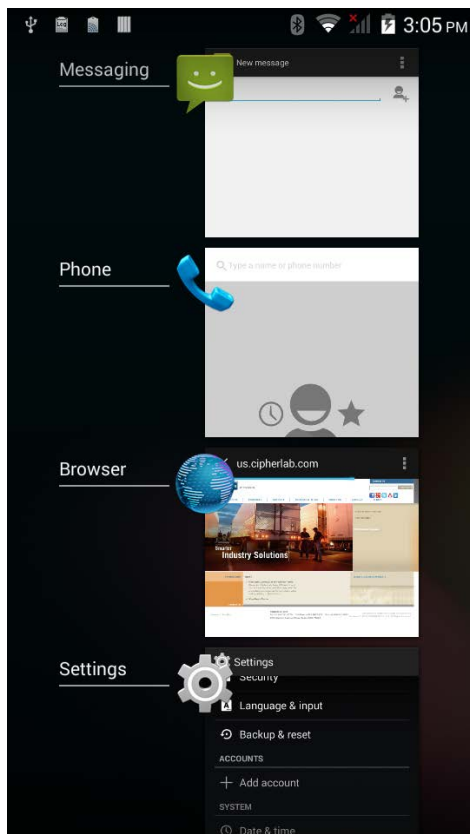 3:05 PM
Messaging
New message
Phone
Type a name or phone number
Browser
us.cipherlab.com
Industry Solutions
Settings
Settings
Security
Language & input
Backup & reset
ACCOUNTS
Add account
SYSTEM
Date & time